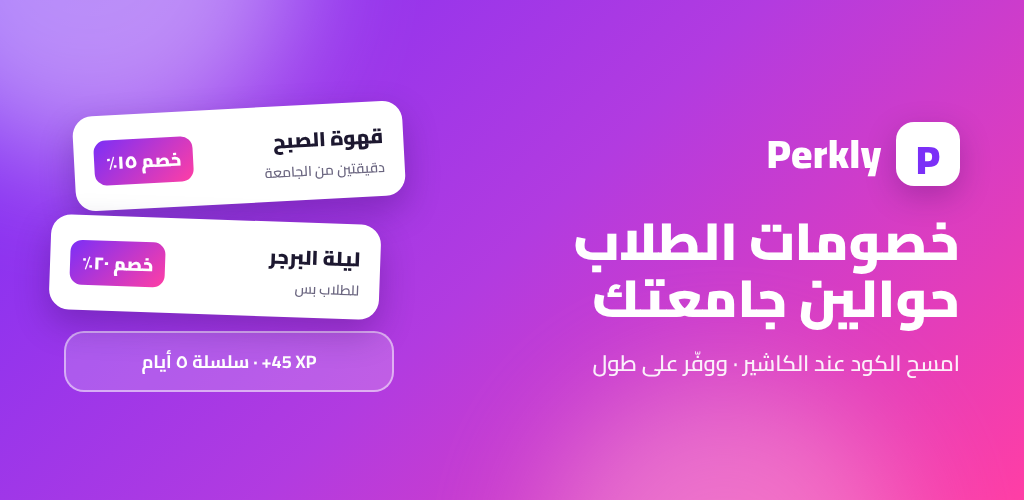 P
Perkly
خصومات الطلاب
حوالين جامعتك
امسح الكود عند الكاشير · ووفّر على طول
قهوة الصبح
دقيقتين من الجامعة
خصم ١٥٪
ليلة البرجر
للطلاب بس
خصم ٢٠٪
+45 XP · سلسلة ٥ أيام